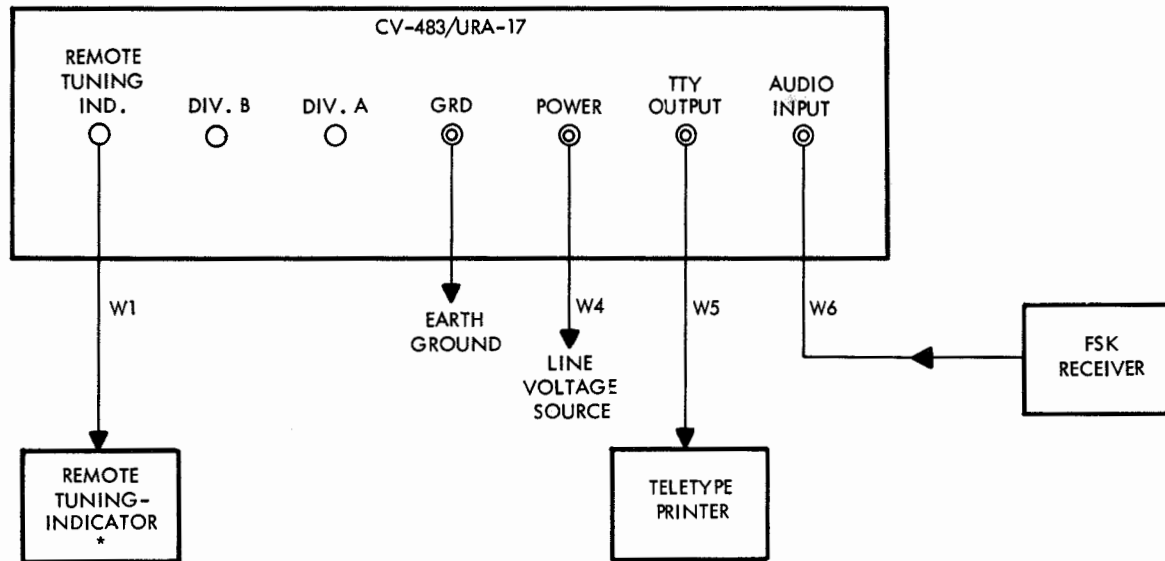 CV-483/URA-17
REMOTE
TUNING
IND.
DIV. B
DIV. A
GRD
POWER
TTY
OUTPUT
AUDIO
INPUT
W1
EARTH
GROUND
W4
LINE
VOLTAGE
SOURCE
W5
W6
FSK
RECEIVER
REMOTE
TUNING-
INDICATOR
*
TELETYPE
PRINTER